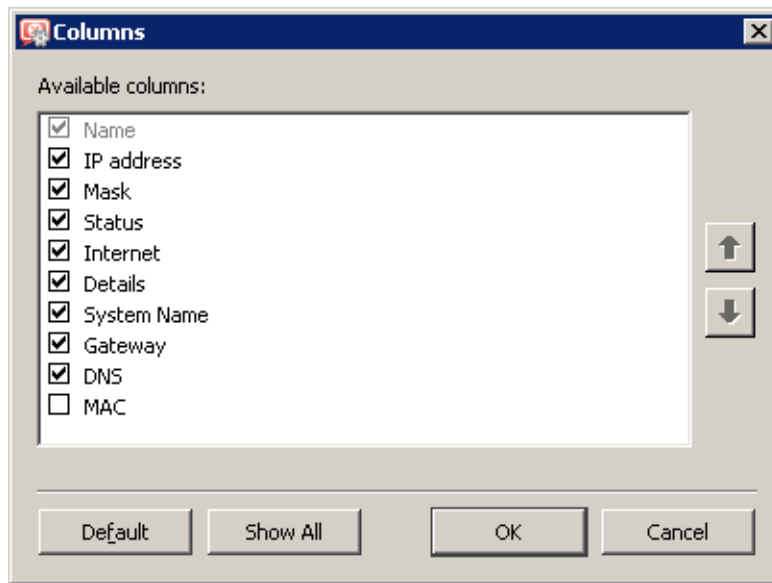 Columns
Available columns:
Name
IP address
Mask
Status
Internet
Details
System Name
Gateway
DNS
MAC
Default Show All OK Cancel